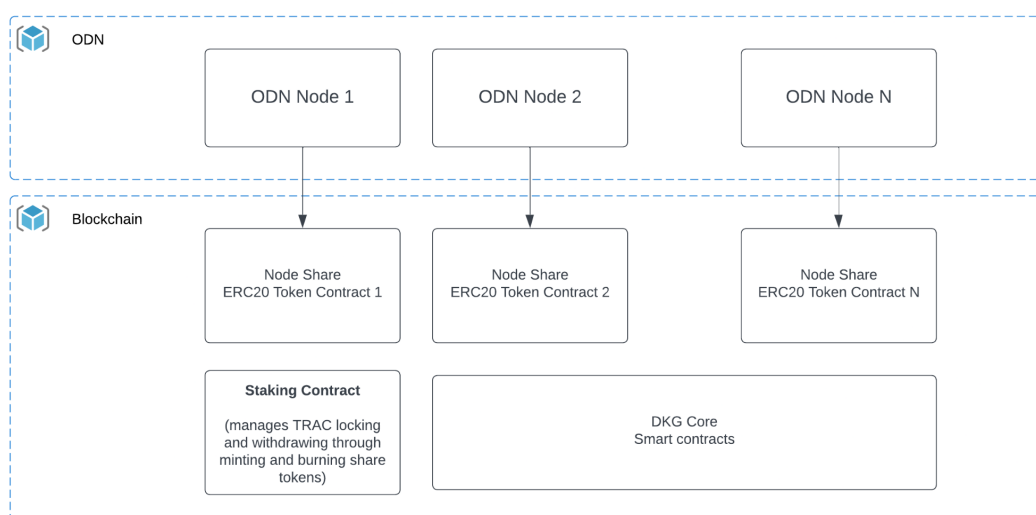 ODN
ODN Node 1
ODN Node 2
ODN Node N
Blockchain
Node Share
ERC20 Token Contract 1
Node Share
ERC20 Token Contract 2
Node Share
ERC20 Token Contract N
Staking Contract
(manages TRAC locking
and withdrawing through
minting and burning share
tokens)
DKG Core
Smart contracts